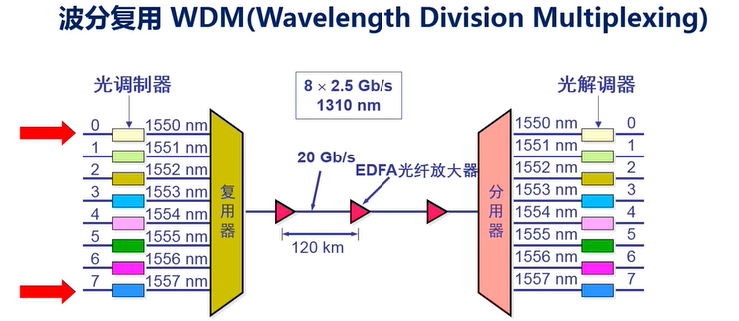 波分复用 WDM(Wavelength Division Multiplexing)
光调制器
8 × 2.5 Gb/s
1310 nm
光解调器
0 1550 nm
1 1551 nm
2 1552 nm
3 1553 nm
4 1554 nm
5 1555 nm
6 1556 nm
7 1557 nm
复用器
20 Gb/s
EDFA光纤放大器
120 km
分用器
1550 nm 0
1551 nm 1
1552 nm 2
1553 nm 3
1554 nm 4
1555 nm 5
1556 nm 6
1557 nm 7